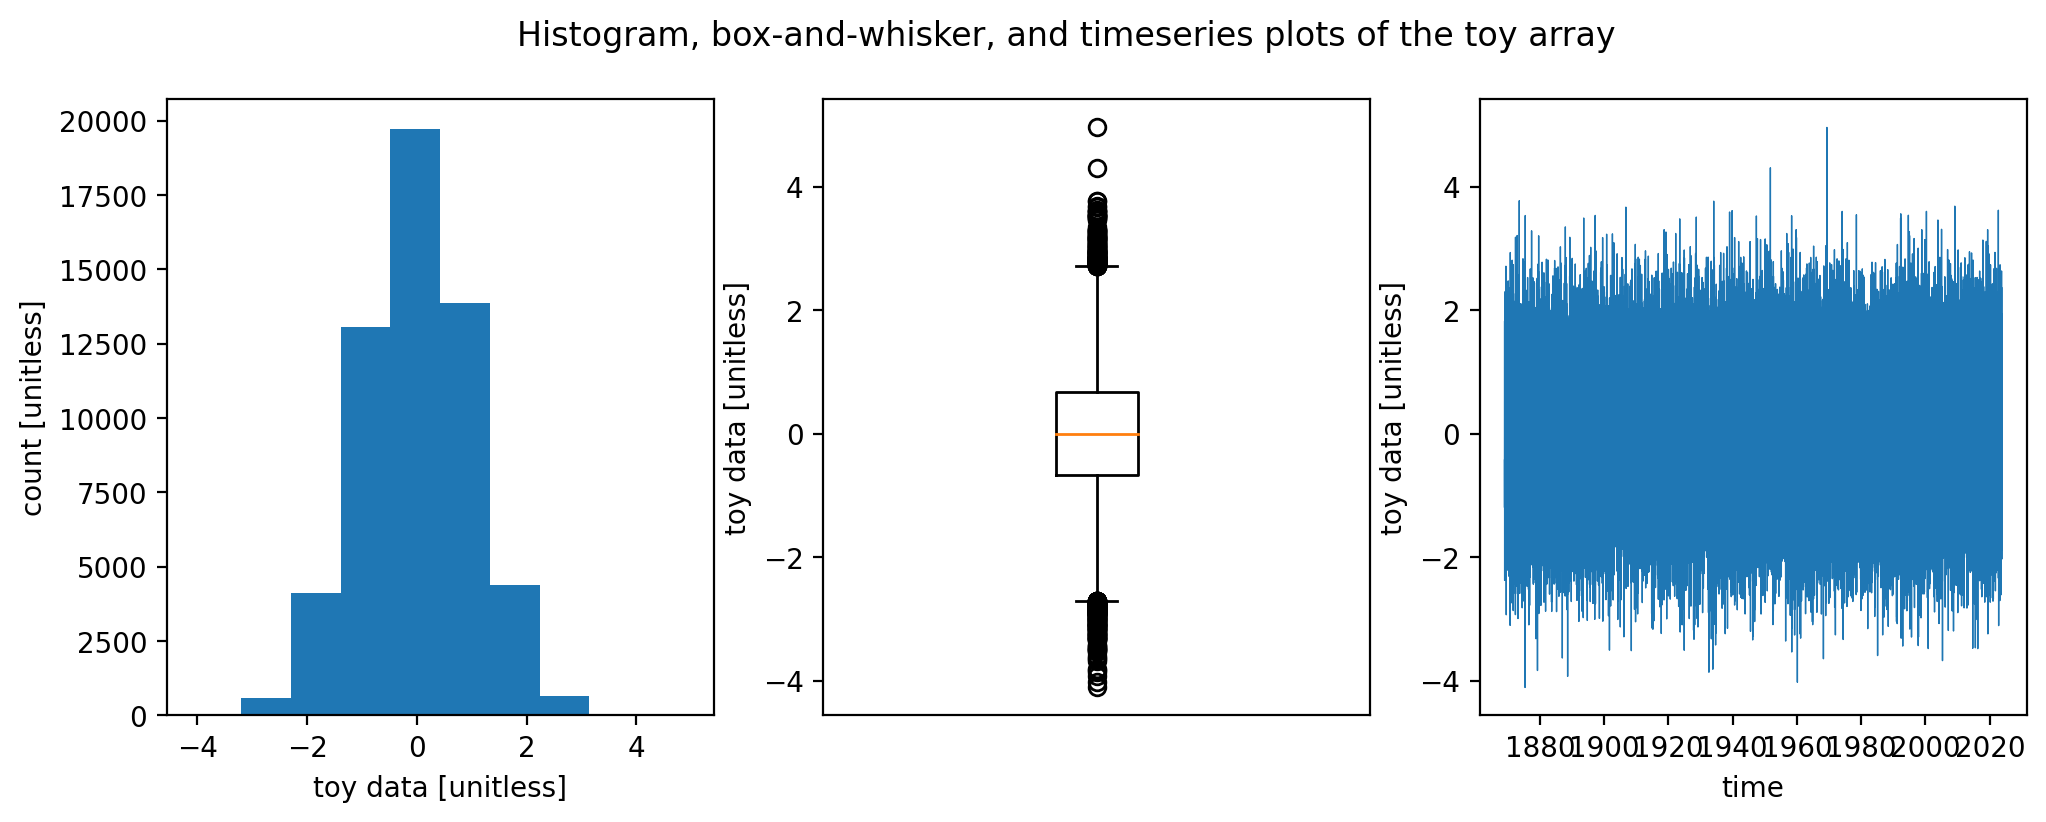 Histogram, box-and-whisker, and timeseries plots of the toy array
count [unitless]
20000
17500
15000
12500
10000
7500
5000
2500
0
−4 −2 0 2 4
toy data [unitless]
toy data [unitless]
4
2
0
−2
−4
toy data [unitless]
4
2
0
−2
−4
1880 1900 1920 1940 1960 1980 2000 2020
time